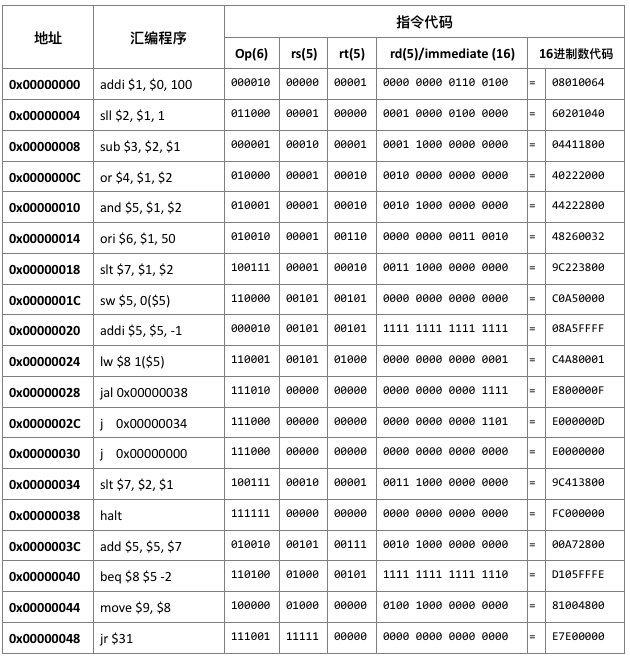 地址 汇编程序 指令代码
Op(6) rs(5) rt(5) rd(5)/immediate (16) 16进制数代码
0x00000000 addi $1, $0, 100 000010 00000 00001 0000 0000 0110 0100 = 08010064
0x00000004 sll $2, $1, 1 011000 00001 00000 0001 0000 0100 0000 = 60201040
0x00000008 sub $3, $2, $1 000001 00010 00001 0001 1000 0000 0000 = 04411800
0x0000000C or $4, $1, $2 010000 00001 00010 0010 0000 0000 0000 = 40222000
0x00000010 and $5, $1, $2 010001 00001 00010 0010 1000 0000 0000 = 44222800
0x00000014 ori $6, $1, 50 010010 00001 00110 0000 0000 0011 0010 = 48260032
0x00000018 slt $7, $1, $2 100111 00001 00010 0011 1000 0000 0000 = 9C223800
0x0000001C sw $5, 0($5) 110000 00101 00101 0000 0000 0000 0000 = C0A50000
0x00000020 addi $5, $5, -1 000010 00101 00101 1111 1111 1111 1111 = 08A5FFFF
0x00000024 lw $8 1($5) 110001 00101 01000 0000 0000 0000 0001 = C4A80001
0x00000028 jal 0x00000038 111010 00000 00000 0000 0000 0000 1111 = E800000F
0x0000002C j 0x00000034 111000 00000 00000 0000 0000 0000 1101 = E000000D
0x00000030 j 0x00000000 111000 00000 00000 0000 0000 0000 0000 = E0000000
0x00000034 slt $7, $2, $1 100111 00010 00001 0011 1000 0000 0000 = 9C413800
0x00000038 halt 111111 00000 00000 0000 0000 0000 0000 = FC000000
0x0000003C add $5, $5, $7 010010 00101 00111 0010 1000 0000 0000 = 00A72800
0x00000040 beq $8 $5 -2 110100 01000 00101 1111 1111 1111 1110 = D105FFFE
0x00000044 move $9, $8 100000 01000 00000 0100 1000 0000 0000 = 81004800
0x00000048 jr $31 111001 11111 00000 0000 0000 0000 0000 = E7E00000